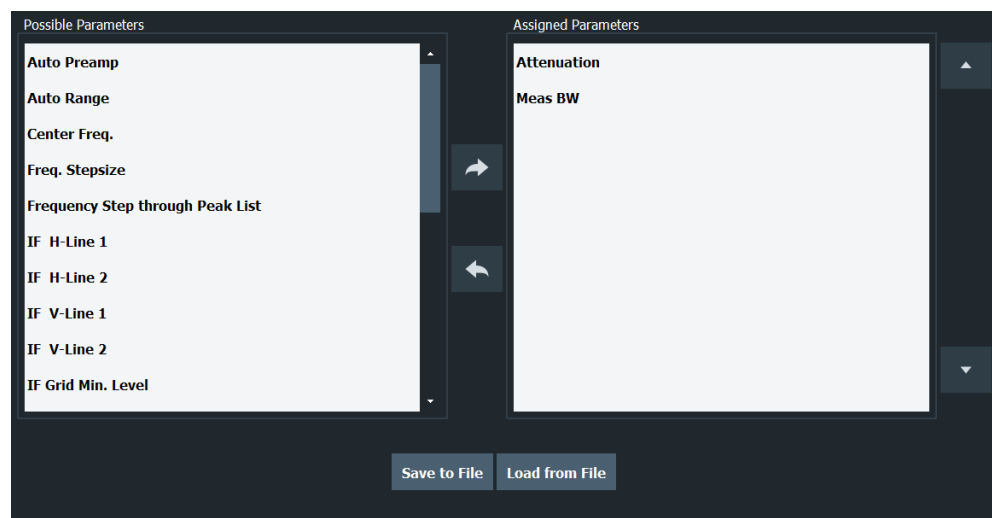 Possible Parameters
Auto Preamp
Auto Range
Center Freq.
Freq. Stepsize
Frequency Step through Peak List
IF H-Line 1
IF H-Line 2
IF V-Line 1
IF V-Line 2
IF Grid Min. Level
Assigned Parameters
Attenuation
Meas BW
Save to File
Load from File